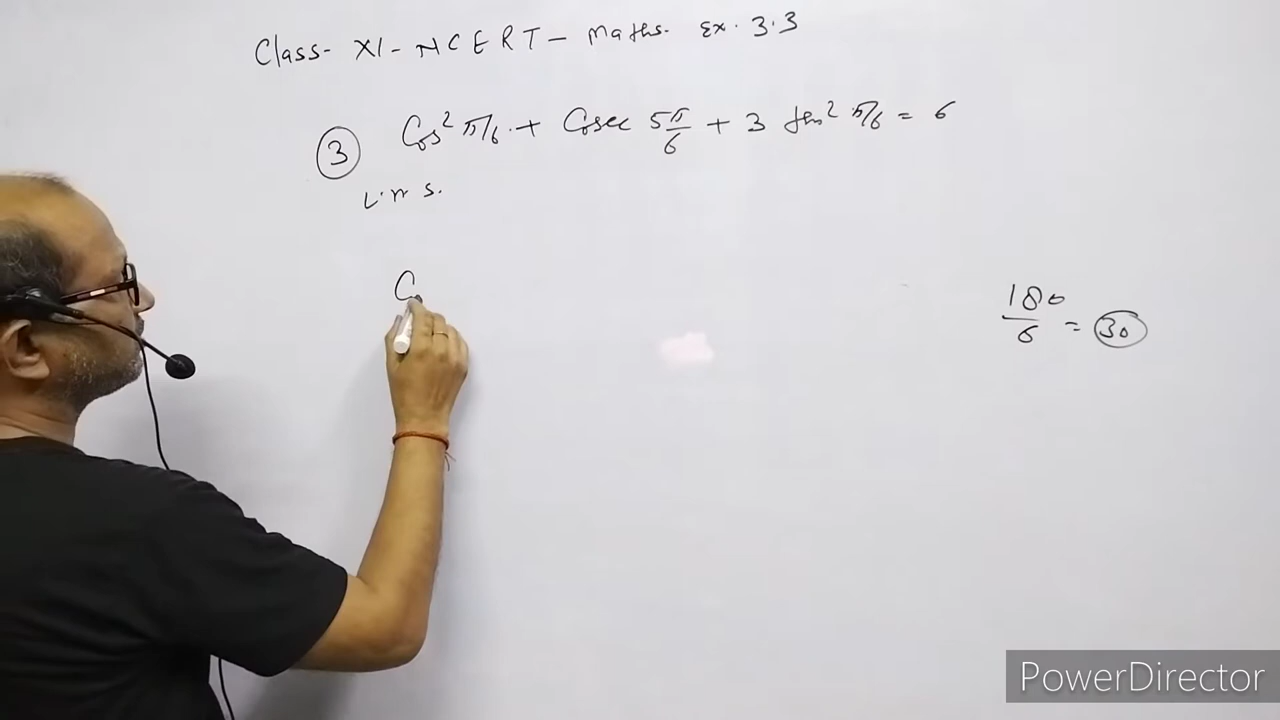 Class- XI - NCERT - Maths. Ex. 3.3
3 Cos² π/6 + Cosec 5π/6 + 3 tan² π/6 = 6
L.H.S.
C
180/6 = 30
PowerDirector